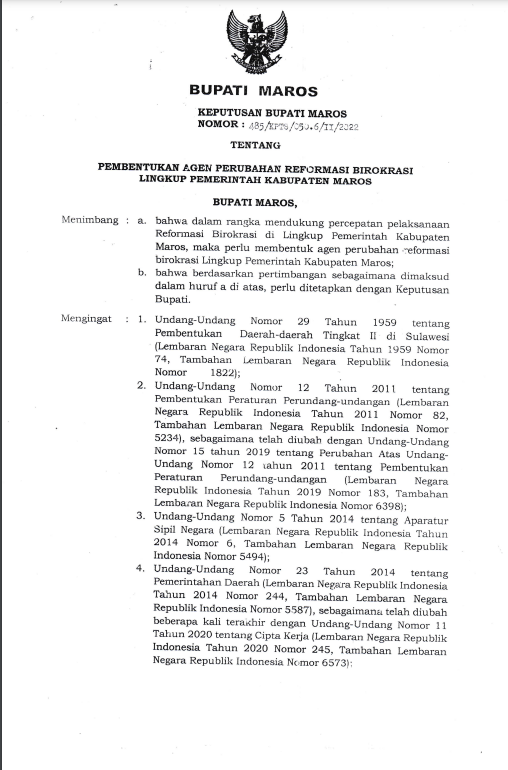 BUPATI MAROS
KEPUTUSAN BUPATI MAROS
NOMOR : 485/KPTS/050.6/II/2022
TENTANG
PEMBENTUKAN AGEN PERUBAHAN REFORMASI BIROKRASI
LINGKUP PEMERINTAH KABUPATEN MAROS
BUPATI MAROS,
Menimbang : a. bahwa dalam rangka mendukung percepatan pelaksanaan
Reformasi Birokrasi di Lingkup Pemerintah Kabupaten
Maros, maka perlu membentuk agen perubahan reformasi
birokrasi Lingkup Pemerintah Kabupaten Maros;
b. bahwa berdasarkan pertimbangan sebagaimana dimaksud
dalam huruf a di atas, perlu ditetapkan dengan Keputusan
Bupati.
Mengingat : 1. Undang-Undang Nomor 29 Tahun 1959 tentang
Pembentukan Daerah-daerah Tingkat II di Sulawesi
(Lembaran Negara Republik Indonesia Tahun 1959 Nomor
74, Tambahan Lembaran Negara Republik Indonesia
Nomor 1822);
2. Undang-Undang Nomor 12 Tahun 2011 tentang
Pembentukan Peraturan Perundang-undangan (Lembaran
Negara Republik Indonesia Tahun 2011 Nomor 82,
Tambahan Lembaran Negara Republik Indonesia Nomor
5234), sebagaimana telah diubah dengan Undang-Undang
Nomor 15 tahun 2019 tentang Perubahan Atas Undang-
Undang Nomor 12 tahun 2011 tentang Pembentukan
Peraturan Perundang-undangan (Lembaran Negara
Republik Indonesia Tahun 2019 Nomor 183, Tambahan
Lembaran Negara Republik Indonesia Nomor 6398);
3. Undang-Undang Nomor 5 Tahun 2014 tentang Aparatur
Sipil Negara (Lembaran Negara Republik Indonesia Tahun
2014 Nomor 6, Tambahan Lembaran Negara Republik
Indonesia Nomor 5494);
4. Undang-Undang Nomor 23 Tahun 2014 tentang
Pemerintahan Daerah (Lembaran Negara Republik Indonesia
Tahun 2014 Nomor 244, Tambahan Lembaran Negara
Republik Indonesia Nomor 5587), sebagaimana telah diubah
beberapa kali terakhir dengan Undang-Undang Nomor 11
Tahun 2020 tentang Cipta Kerja (Lembaran Negara Republik
Indonesia Tahun 2020 Nomor 245, Tambahan Lembaran
Negara Republik Indonesia Nomor 6573);